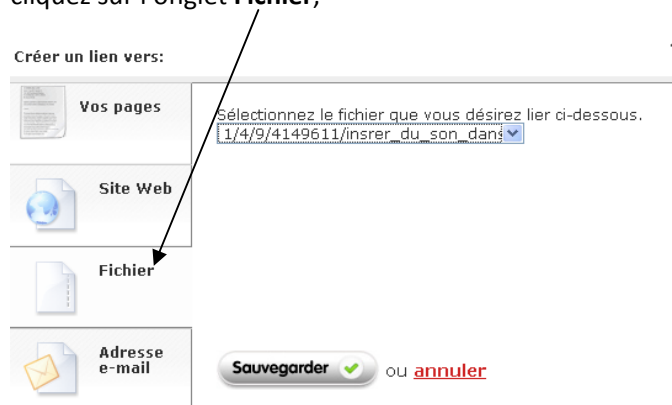 cliquez sur l'onglet Fichier,
Créer un lien vers:
Vos pages
Sélectionnez le fichier que vous désirez lier ci-dessous.
1/4/9/4149611/insrer_du_son_dans
Site Web
Fichier
Adresse
e-mail
Sauvegarder ou annuler